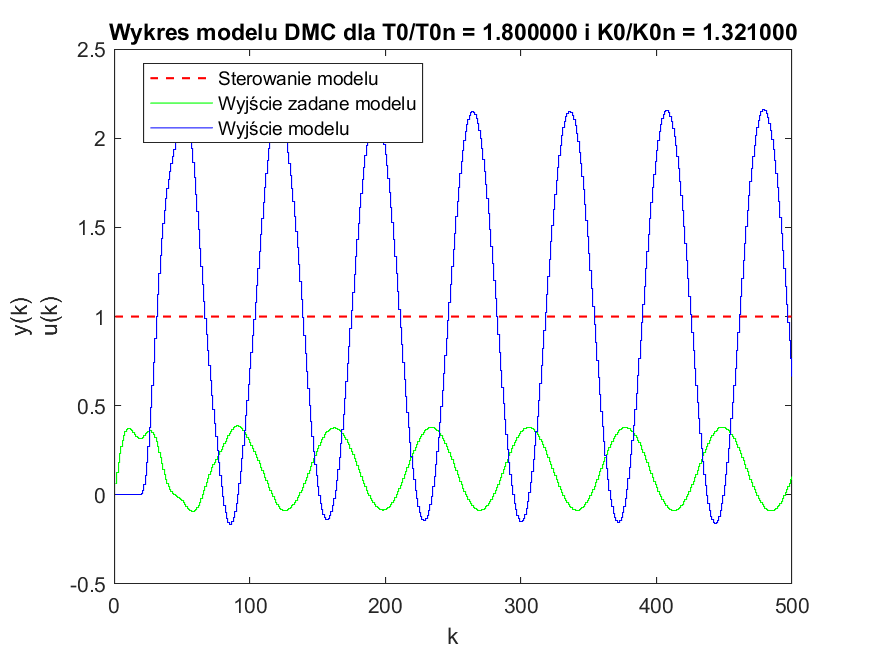 Wykres modelu DMC dla T0/T0n = 1.800000 i K0/K0n = 1.321000
2.5
Sterowanie modelu
Wyjście zadane modelu
Wyjście modelu
2
1.5
y(k)
u(k)
1
0.5
0
-0.5
0 100 200 300 400 500
k